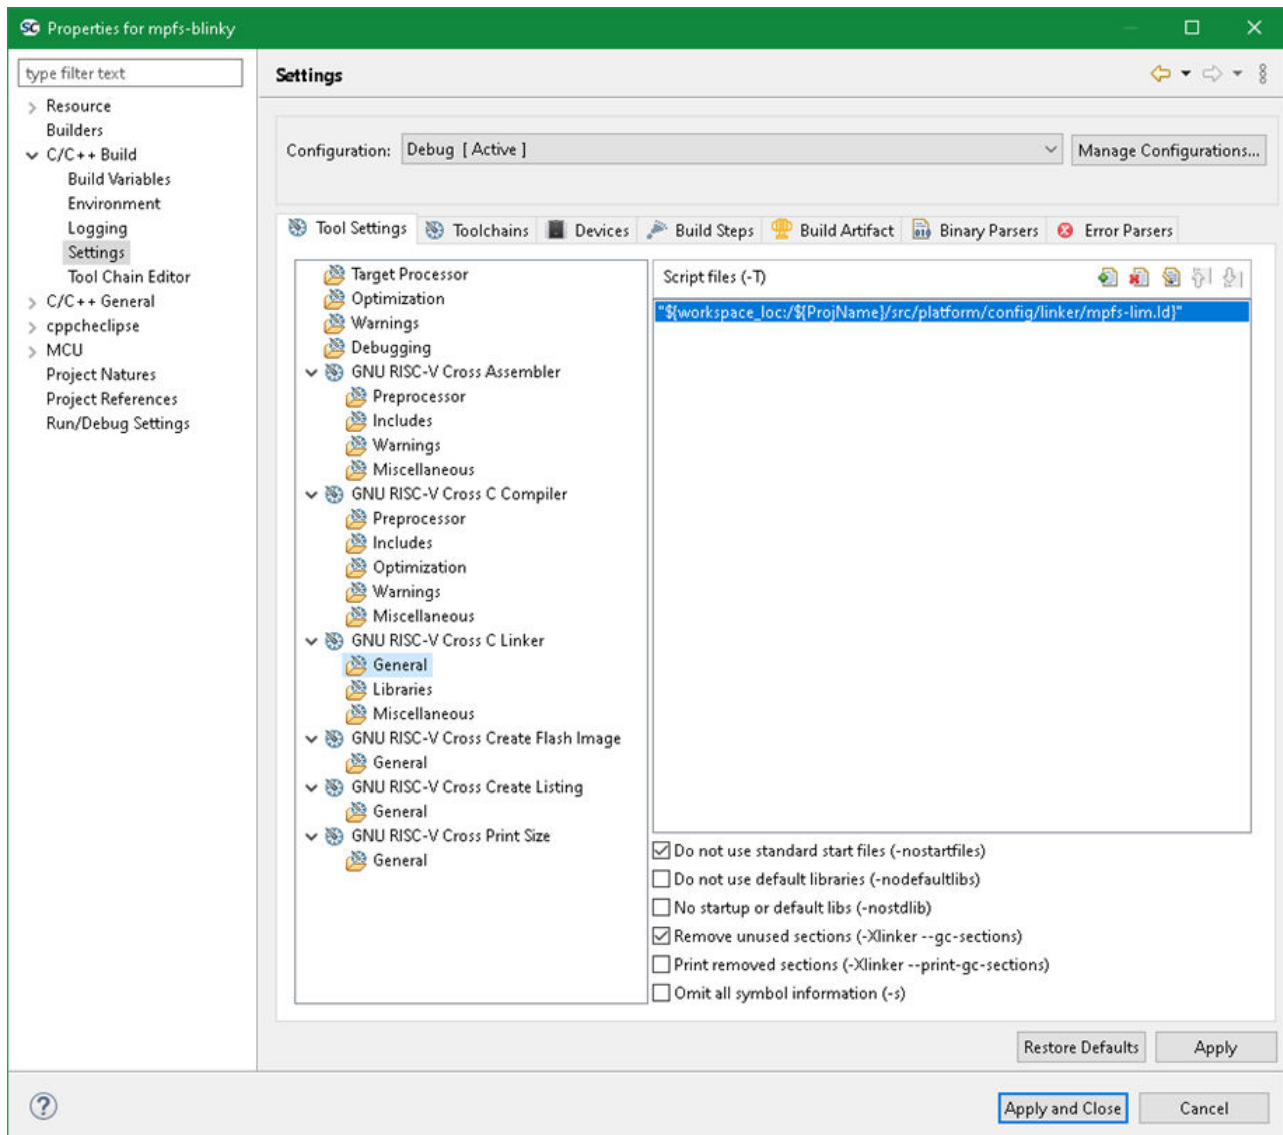 SC Properties for mpfs-blinky
type filter text
Resource
Builders
C/C++ Build
Build Variables
Environment
Logging
Settings
Tool Chain Editor
C/C++ General
cppcheclipse
MCU
Project Natures
Project References
Run/Debug Settings
Settings
Configuration: Debug [ Active ] Manage Configurations...
Tool Settings Toolchains Devices Build Steps Build Artifact Binary Parsers Error Parsers
Target Processor
Optimization
Warnings
Debugging
GNU RISC-V Cross Assembler
Preprocessor
Includes
Warnings
Miscellaneous
GNU RISC-V Cross C Compiler
Preprocessor
Includes
Optimization
Warnings
Miscellaneous
GNU RISC-V Cross C Linker
General
Libraries
Miscellaneous
GNU RISC-V Cross Create Flash Image
General
GNU RISC-V Cross Create Listing
General
GNU RISC-V Cross Print Size
General
Script files (-T)
"${workspace_loc:/${ProjName}/src/platform/config/linker/mpfs-lim.ld}"
Do not use standard start files (-nostartfiles)
Do not use default libraries (-nodefaultlibs)
No startup or default libs (-nostdlib)
Remove unused sections (-Xlinker --gc-sections)
Print removed sections (-Xlinker --print-gc-sections)
Omit all symbol information (-s)
Restore Defaults Apply
? Apply and Close Cancel